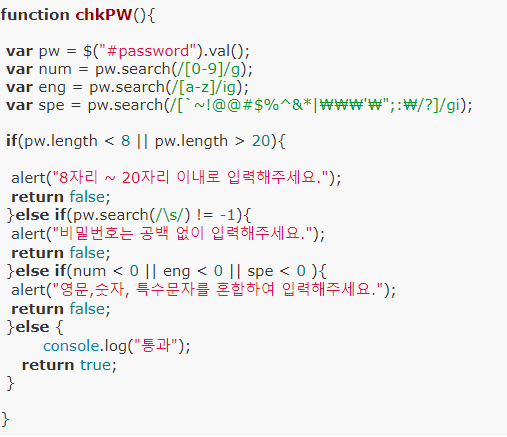 function chkPW(){
var pw = $("#password").val();
var num = pw.search(/[0-9]/g);
var eng = pw.search(/[a-z]/ig);
var spe = pw.search(/[`~!@@#$%^&*|₩₩₩'₩";:₩/?]/gi);
if(pw.length < 8 || pw.length > 20){
alert("8자리 ~ 20자리 이내로 입력해주세요.");
return false;
}else if(pw.search(/\s/) != -1){
alert("비밀번호는 공백 없이 입력해주세요.");
return false;
}else if(num < 0 || eng < 0 || spe < 0 ){
alert("영문,숫자, 특수문자를 혼합하여 입력해주세요.");
return false;
}else {
console.log("통과");
return true;
}
}